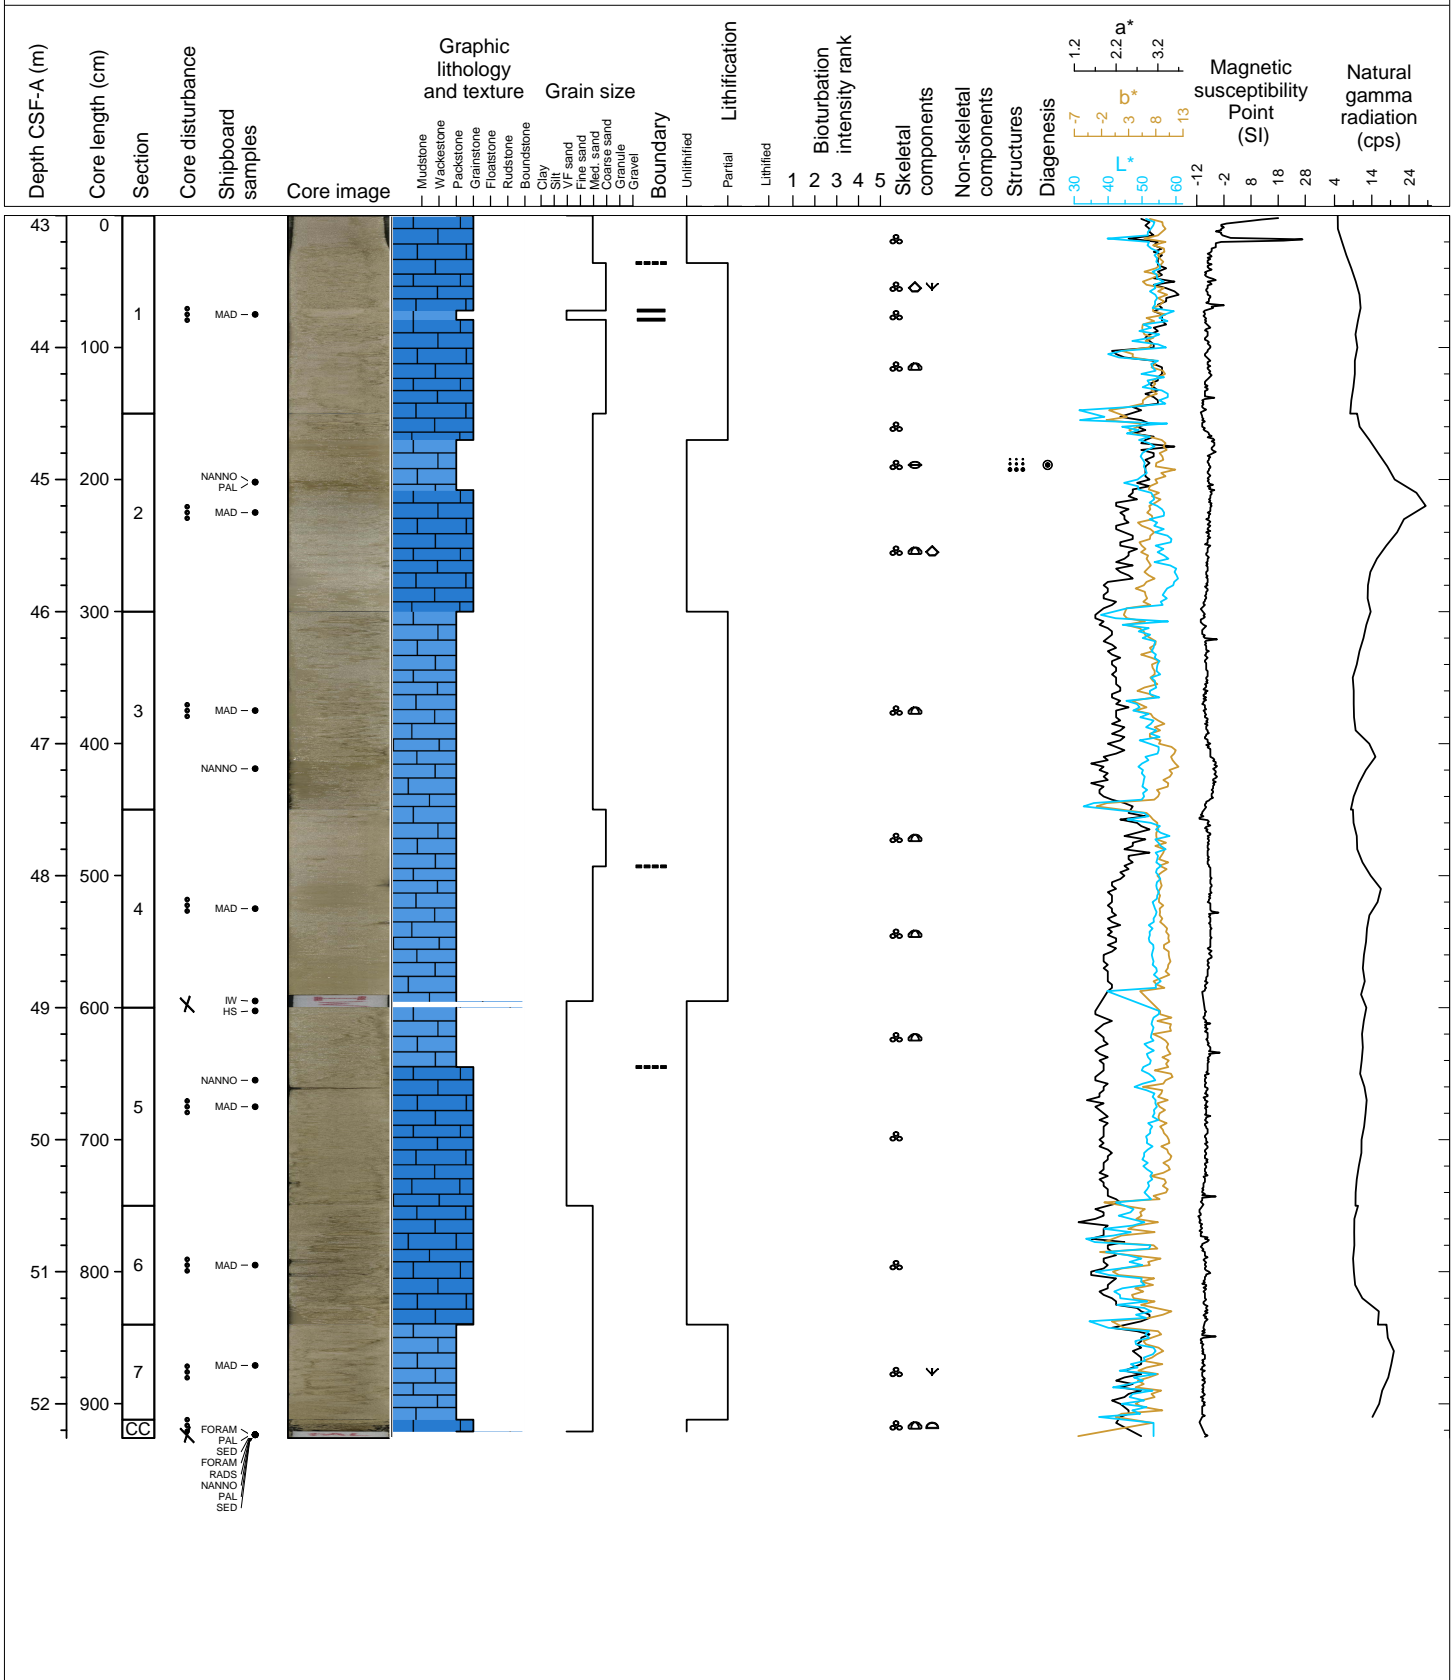 Depth CSF-A (m)
Core length (cm)
Section
Core disturbance
Shipboard
samples
Core image
Graphic
lithology
and texture
Mudstone
Wackestone
Packstone
Grainstone
Floatstone
Rudstone
Boundstone
Grain size
Clay
Silt
VF sand
Fine sand
Med. sand
Coarse sand
Granule
Gravel
Boundary
Lithification
Unlithified
Partial
Lithified
Bioturbation
intensity rank
1 2 3 4 5
Skeletal
components
Non-skeletal
components
Structures
Diagenesis
a*
1.2 2.2 3.2
b*
-7 -2 3 8 13
L*
30 40 50 60
Magnetic
susceptibility
Point
(SI)
-12 -2 8 18 28
Natural
gamma
radiation
(cps)
4 14 24
43 0
1 MAD
44 100
NANNO
45 200 PAL
2 MAD
46 300
3 MAD
47 400
NANNO
48 500
4 MAD
IW
49 600 HS
NANNO
5 MAD
50 700
6 MAD
51 800
7 MAD
52 900
CC FORAM
PAL
SED
FORAM
RADS
NANNO
PAL
SED